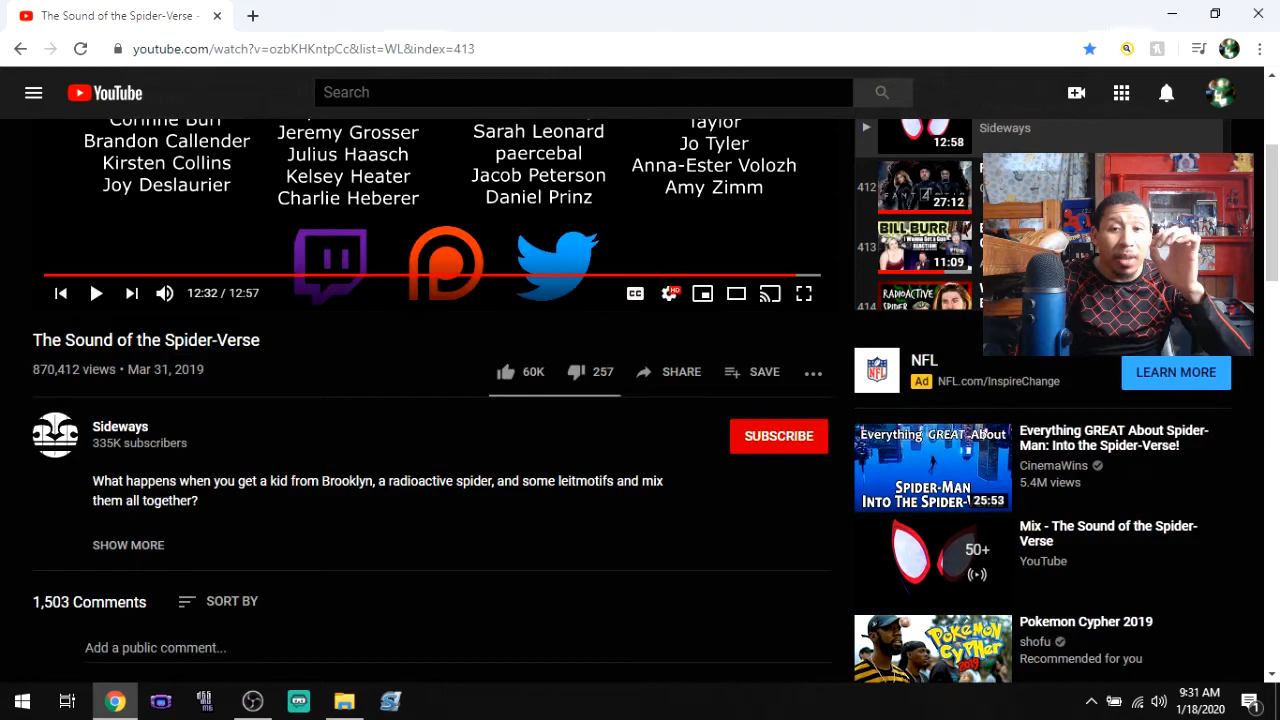 The Sound of the Spider-Verse -
youtube.com/watch?v=ozbKHKntpCc&list=WL&index=413
YouTube
Search
Corinne Burr
Brandon Callender
Kirsten Collins
Joy Deslaurier
Jeremy Grosser
Julius Haasch
Kelsey Heater
Charlie Heberer
Sarah Leonard
paercebal
Jacob Peterson
Daniel Prinz
Taylor
Jo Tyler
Anna-Ester Volozh
Amy Zimm
12:32 / 12:57
CC
HD
The Sound of the Spider-Verse
870,412 views • Mar 31, 2019
60K
257
SHARE
SAVE
Sideways
335K subscribers
SUBSCRIBE
What happens when you get a kid from Brooklyn, a radioactive spider, and some leitmotifs and mix
them all together?
SHOW MORE
1,503 Comments
SORT BY
Add a public comment...
Sideways
12:58
412
27:12
413
BILL BURR
REACTION!
11:09
414
RADIOACTIVE
SPIDER
NFL
NFL
Ad
NFL.com/InspireChange
LEARN MORE
Everything GREAT About
SPIDER-MAN
INTO THE SPIDER-V
25:53
Everything GREAT About Spider-
Man: Into the Spider-Verse!
CinemaWins
5.4M views
50+
Mix - The Sound of the Spider-
Verse
YouTube
POKEMON
CYPHER
2019
Pokemon Cypher 2019
shofu
Recommended for you
9:31 AM
1/18/2020
1